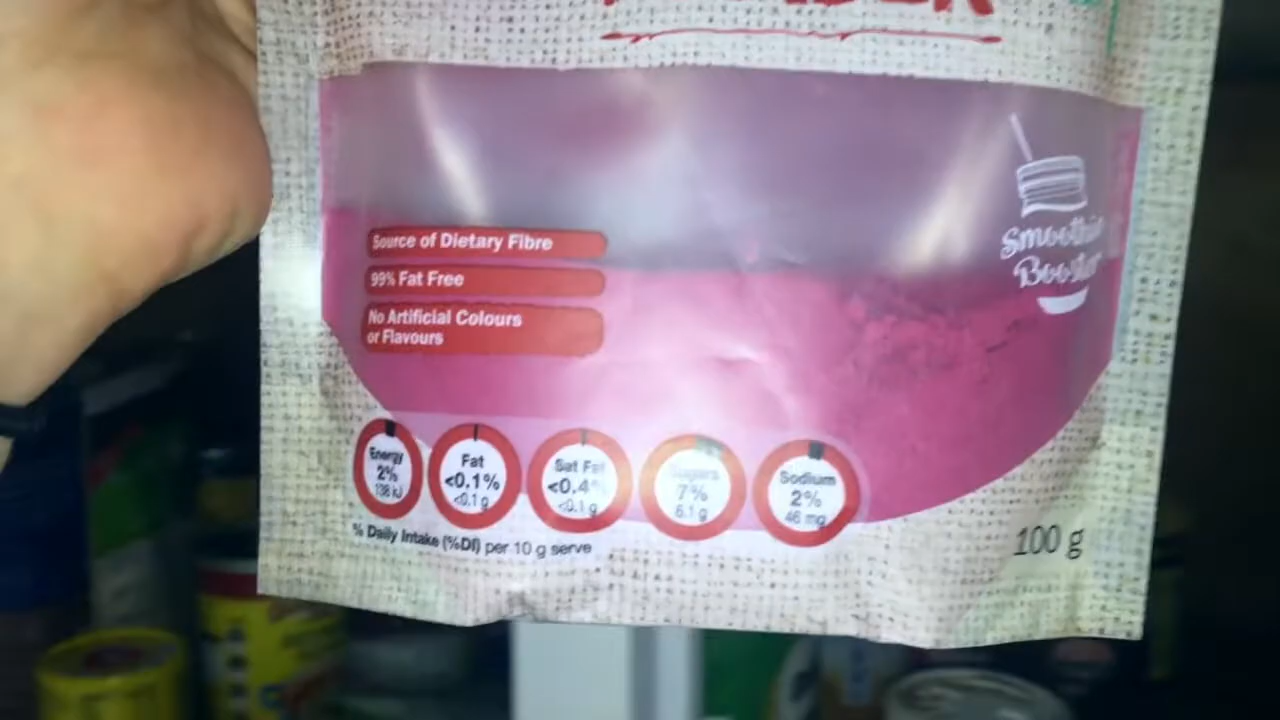 Source of Dietary Fibre
99% Fat Free
No Artificial Colours
or Flavours
Smoothie
Booster
Energy
2%
138 kJ
Fat
<0.1%
<0.1 g
Sat Fat
<0.4%
<0.1 g
Sugars
7%
6.1 g
Sodium
2%
46 mg
% Daily Intake (%DI) per 10 g serve
100 g